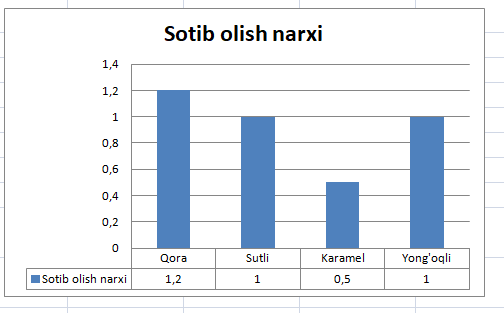 Sotib olish narxi
1,4
1,2
1
0,8
0,6
0,4
0,2
0
Qora Sutli Karamel Yong'oqli
Sotib olish narxi 1,2 1 0,5 1